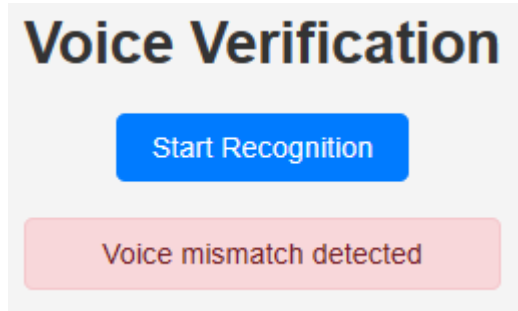 Voice Verification
Start Recognition
Voice mismatch detected